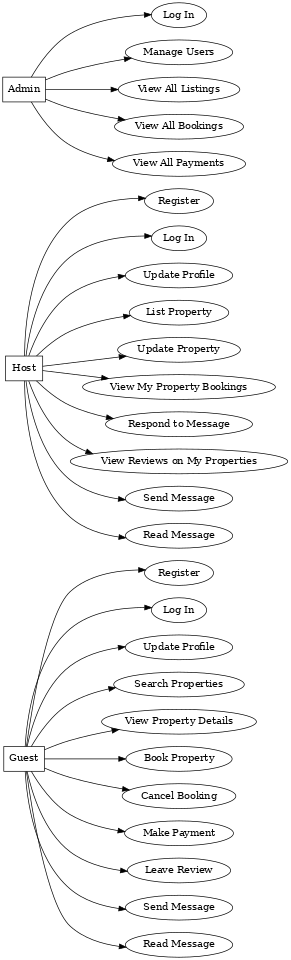 Log In
Manage Users
Admin
View All Listings
View All Bookings
View All Payments
Register
Log In
Update Profile
List Property
Update Property
Host
View My Property Bookings
Respond to Message
View Reviews on My Properties
Send Message
Read Message
Register
Log In
Update Profile
Search Properties
View Property Details
Guest
Book Property
Cancel Booking
Make Payment
Leave Review
Send Message
Read Message